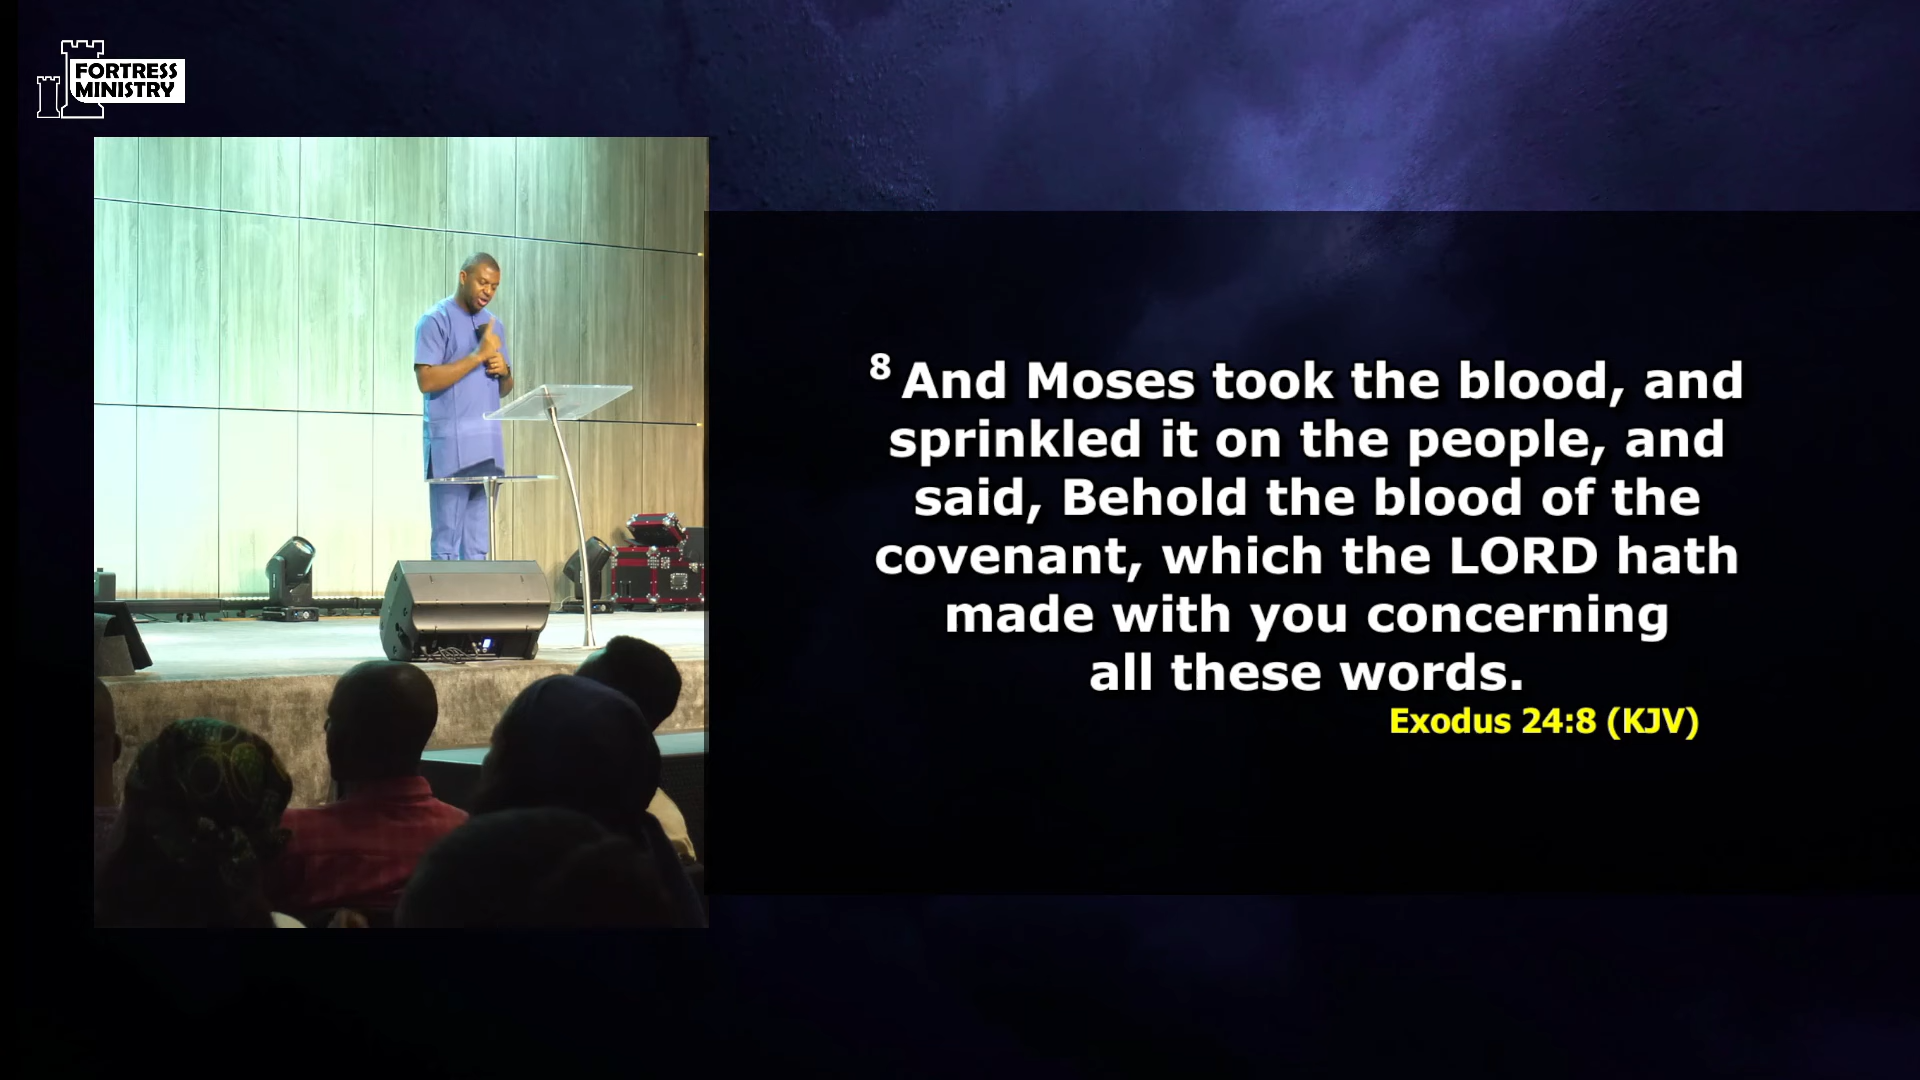 FORTRESS
MINISTRY
8 And Moses took the blood, and
sprinkled it on the people, and
said, Behold the blood of the
covenant, which the LORD hath
made with you concerning
all these words.
Exodus 24:8 (KJV)